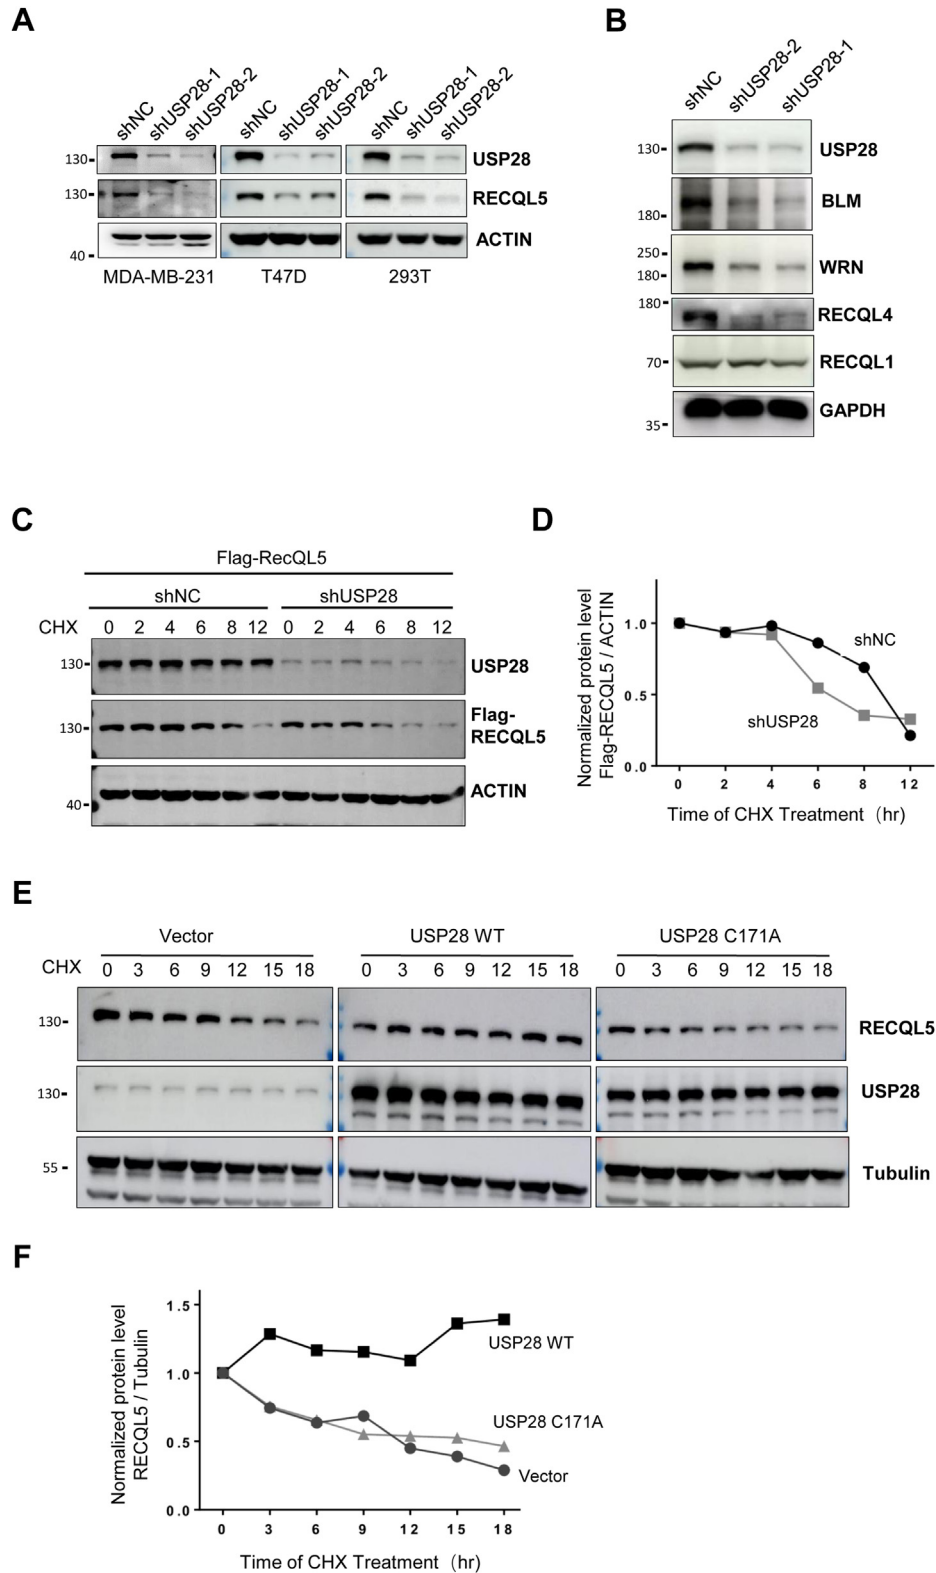 A
shNC
shUSP28-1
shUSP28-2
shNC
shUSP28-1
shUSP28-2
shNC
shUSP28-1
shUSP28-2
130
USP28
130
RECQL5
40
ACTIN
MDA-MB-231
T47D
293T
B
shNC
shUSP28-2
shUSP28-1
130
USP28
180
BLM
250
180
WRN
180
RECQL4
70
RECQL1
35
GAPDH
C
Flag-RecQL5
shNC
shUSP28
CHX 0 2 4 6 8 12 0 2 4 6 8 12
130
USP28
130
Flag-
RECQL5
40
ACTIN
D
Normalized protein level
Flag-RECQL5 / ACTIN
1.0
0.5
0.0
shNC
shUSP28
0 2 4 6 8 12
Time of CHX Treatment (hr)
E
Vector
USP28 WT
USP28 C171A
CHX 0 3 6 9 12 15 18 0 3 6 9 12 15 18 0 3 6 9 12 15 18
130
RECQL5
130
USP28
55
Tubulin
F
Normalized protein level
RECQL5 / Tubulin
1.5
1.0
0.5
0.0
USP28 WT
USP28 C171A
Vector
0 3 6 9 12 15 18
Time of CHX Treatment (hr)